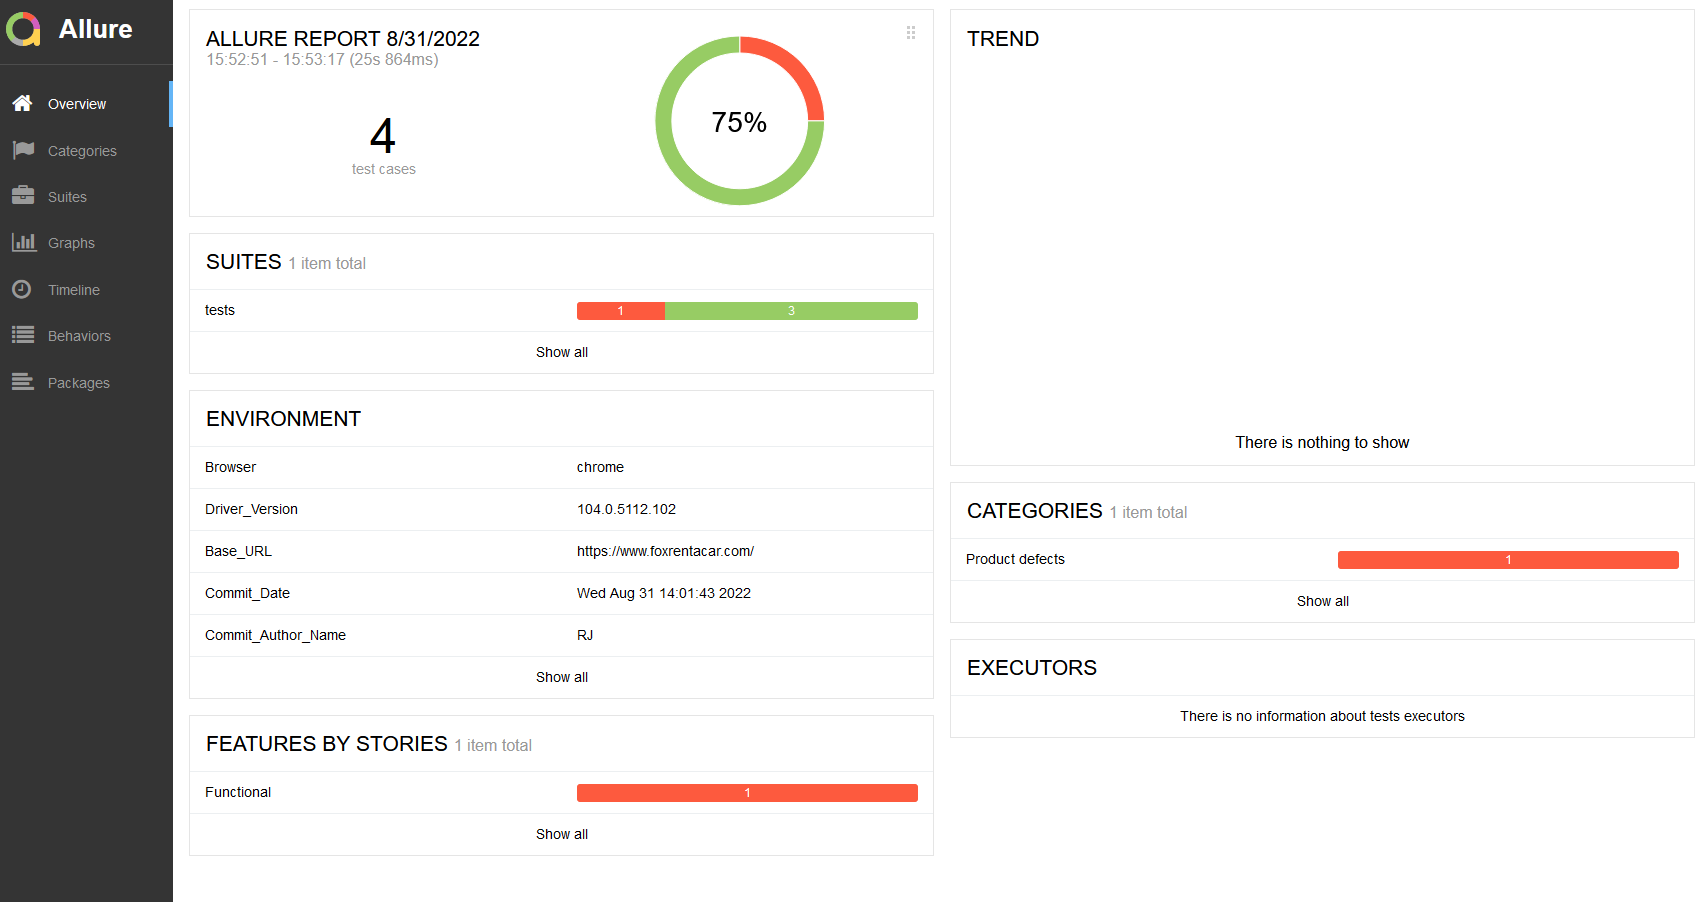 Allure
Overview
Categories
Suites
Graphs
Timeline
Behaviors
Packages
ALLURE REPORT 8/31/2022
15:52:51 - 15:53:17 (25s 864ms)
4
test cases
75%
SUITES 1 item total
tests 1 3
Show all
ENVIRONMENT
Browser chrome
Driver_Version 104.0.5112.102
Base_URL https://www.foxrentacar.com/
Commit_Date Wed Aug 31 14:01:43 2022
Commit_Author_Name RJ
Show all
FEATURES BY STORIES 1 item total
Functional 1
Show all
TREND
There is nothing to show
CATEGORIES 1 item total
Product defects 1
Show all
EXECUTORS
There is no information about tests executors